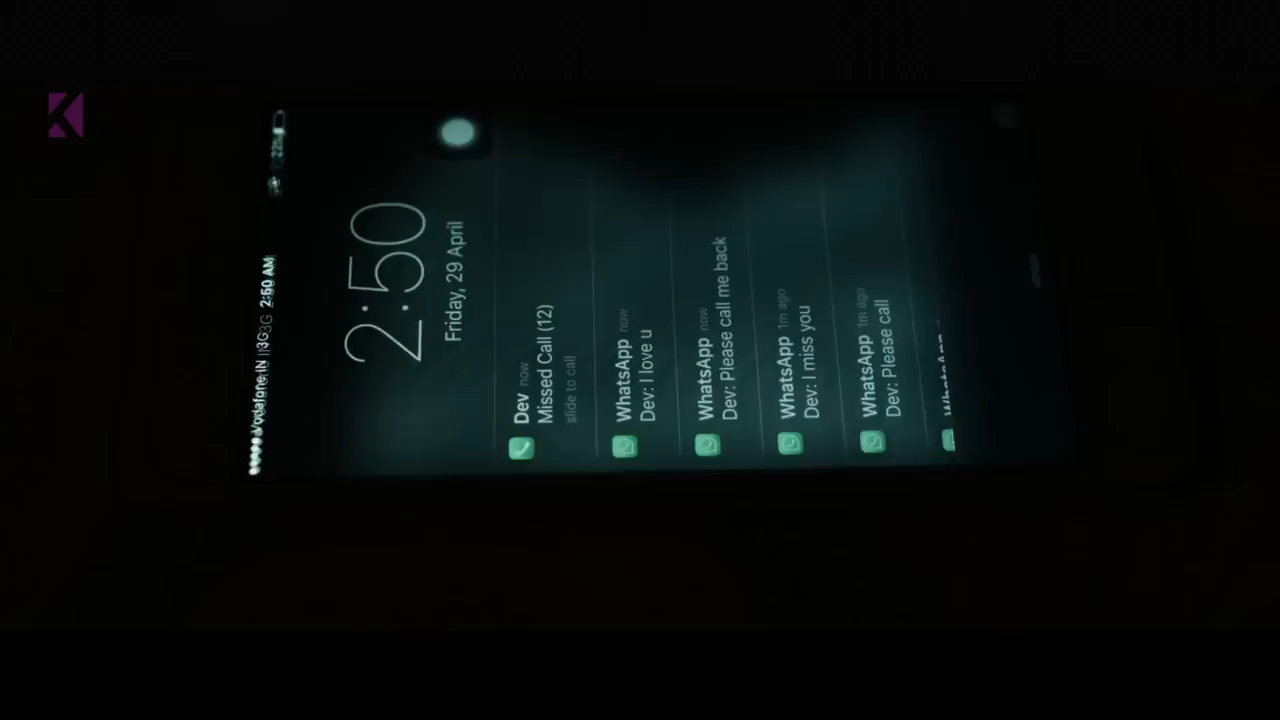 Vodafone IN 3G 2:50 AM 22%
2:50
Friday, 29 April
Dev now
Missed Call (12)
slide to call
WhatsApp now
Dev: I love u
WhatsApp now
Dev: Please call me back
WhatsApp 1m ago
Dev: I miss you
WhatsApp 1m ago
Dev: Please call
WhatsApp